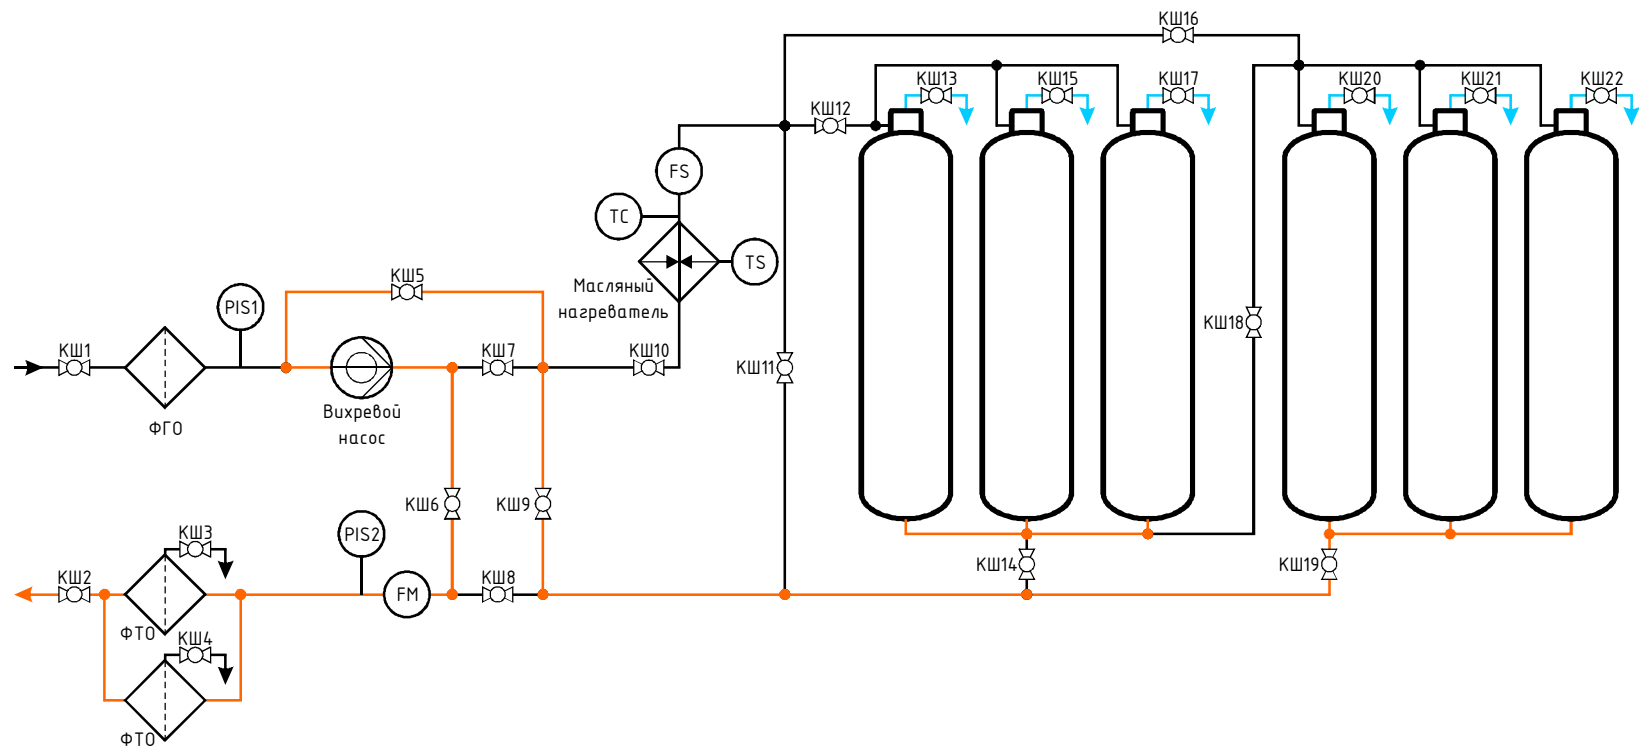 КШ16
КШ13
КШ15
КШ17
КШ20
КШ21
КШ22
КШ12
FS
TC
TS
Масляный
нагреватель
КШ5
PIS1
КШ18
КШ1
КШ7
КШ10
КШ11
ФГО
Вихревой
насос
КШ6
КШ9
КШ3
PIS2
КШ2
КШ8
КШ14
КШ19
FM
ФТО
КШ4
ФТО